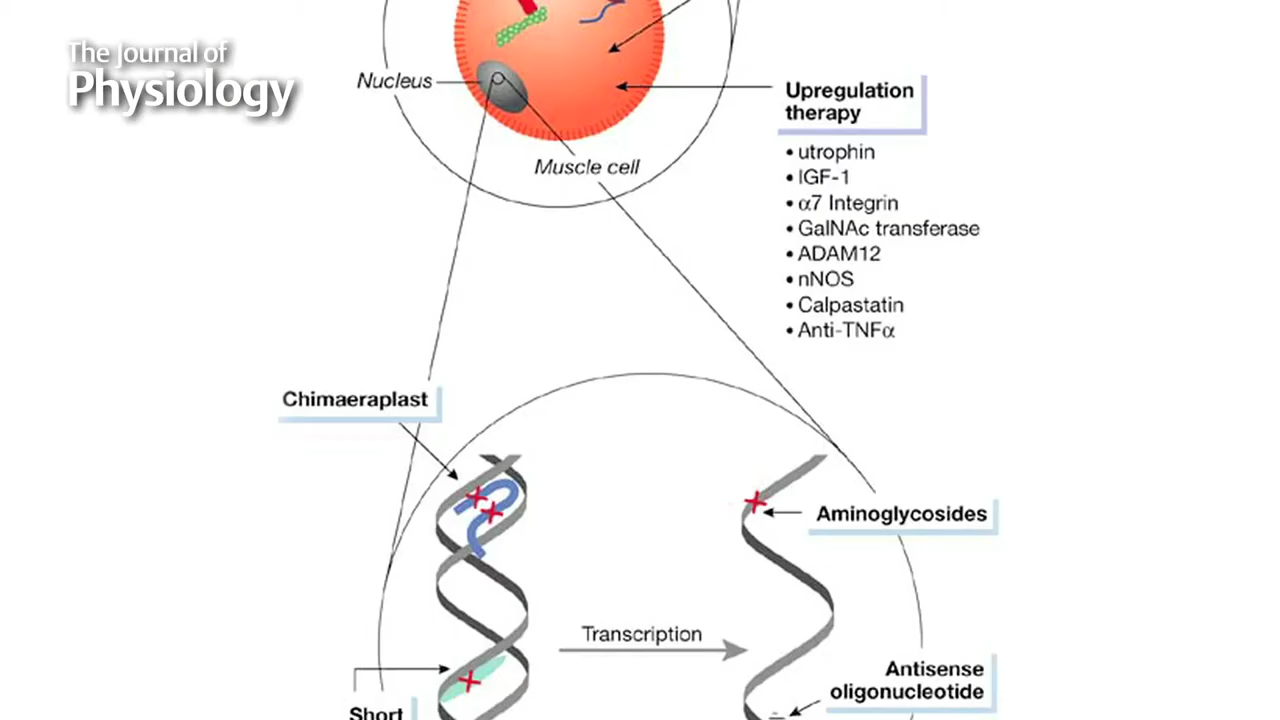 The Journal of
Physiology
Nucleus
Muscle cell
Upregulation
therapy
• utrophin
• IGF-1
• α7 Integrin
• GalNAc transferase
• ADAM12
• nNOS
• Calpastatin
• Anti-TNFα
Chimaeraplast
Aminoglycosides
Transcription
Antisense
oligonucleotide
Short